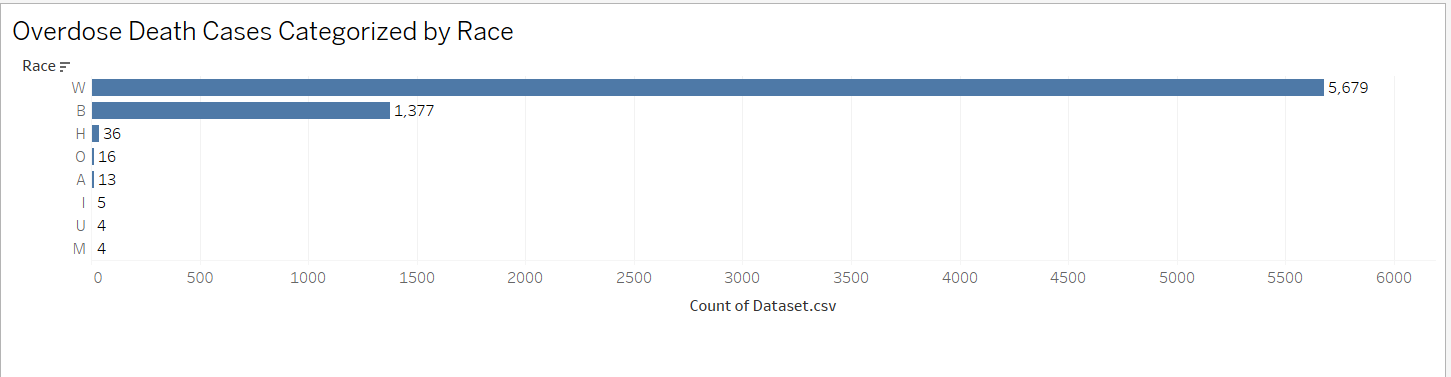 Overdose Death Cases Categorized by Race
Race
W 5,679
B 1,377
H 36
O 16
A 13
I 5
U 4
M 4
0 500 1000 1500 2000 2500 3000 3500 4000 4500 5000 5500 6000
Count of Dataset.csv